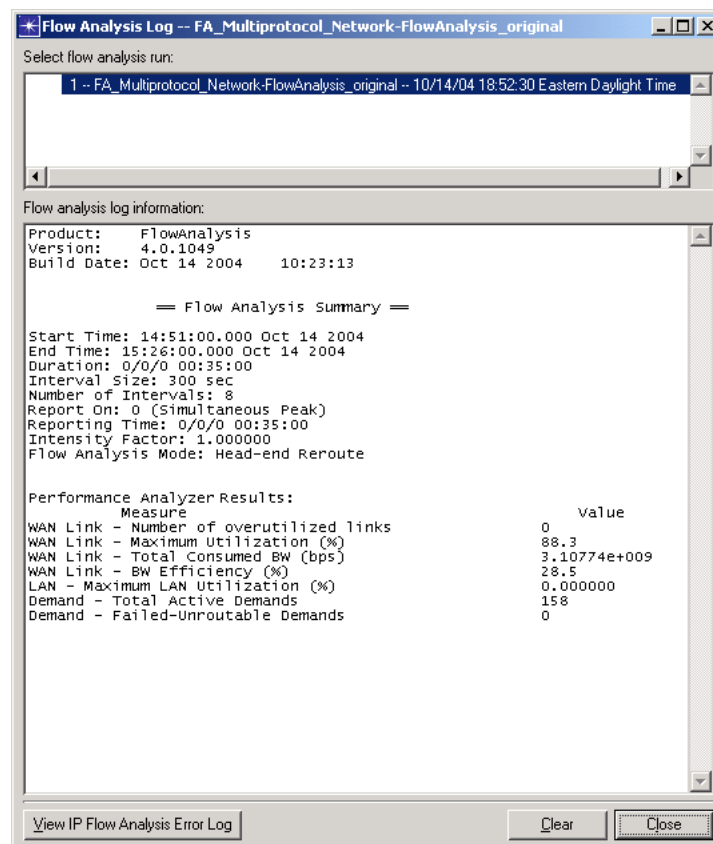 Flow Analysis Log -- FA_Multiprotocol_Network-FlowAnalysis_original
Select flow analysis run:
1 -- FA_Multiprotocol_Network-FlowAnalysis_original -- 10/14/04 18:52:30 Eastern Daylight Time
Flow analysis log information:
Product: FlowAnalysis
Version: 4.0.1049
Build Date: Oct 14 2004 10:23:13
== Flow Analysis Summary ==
Start Time: 14:51:00.000 Oct 14 2004
End Time: 15:26:00.000 Oct 14 2004
Duration: 0/0/0 00:35:00
Interval Size: 300 sec
Number of Intervals: 8
Report On: 0 (Simultaneous Peak)
Reporting Time: 0/0/0 00:35:00
Intensity Factor: 1.000000
Flow Analysis Mode: Head-end Reroute
Performance Analyzer Results:
Measure Value
WAN Link - Number of overutilized links 0
WAN Link - Maximum Utilization (%) 88.3
WAN Link - Total Consumed BW (bps) 3.10774e+009
WAN Link - BW Efficiency (%) 28.5
LAN - Maximum LAN Utilization (%) 0.000000
Demand - Total Active Demands 158
Demand - Failed-Unroutable Demands 0
View IP Flow Analysis Error Log Clear Close